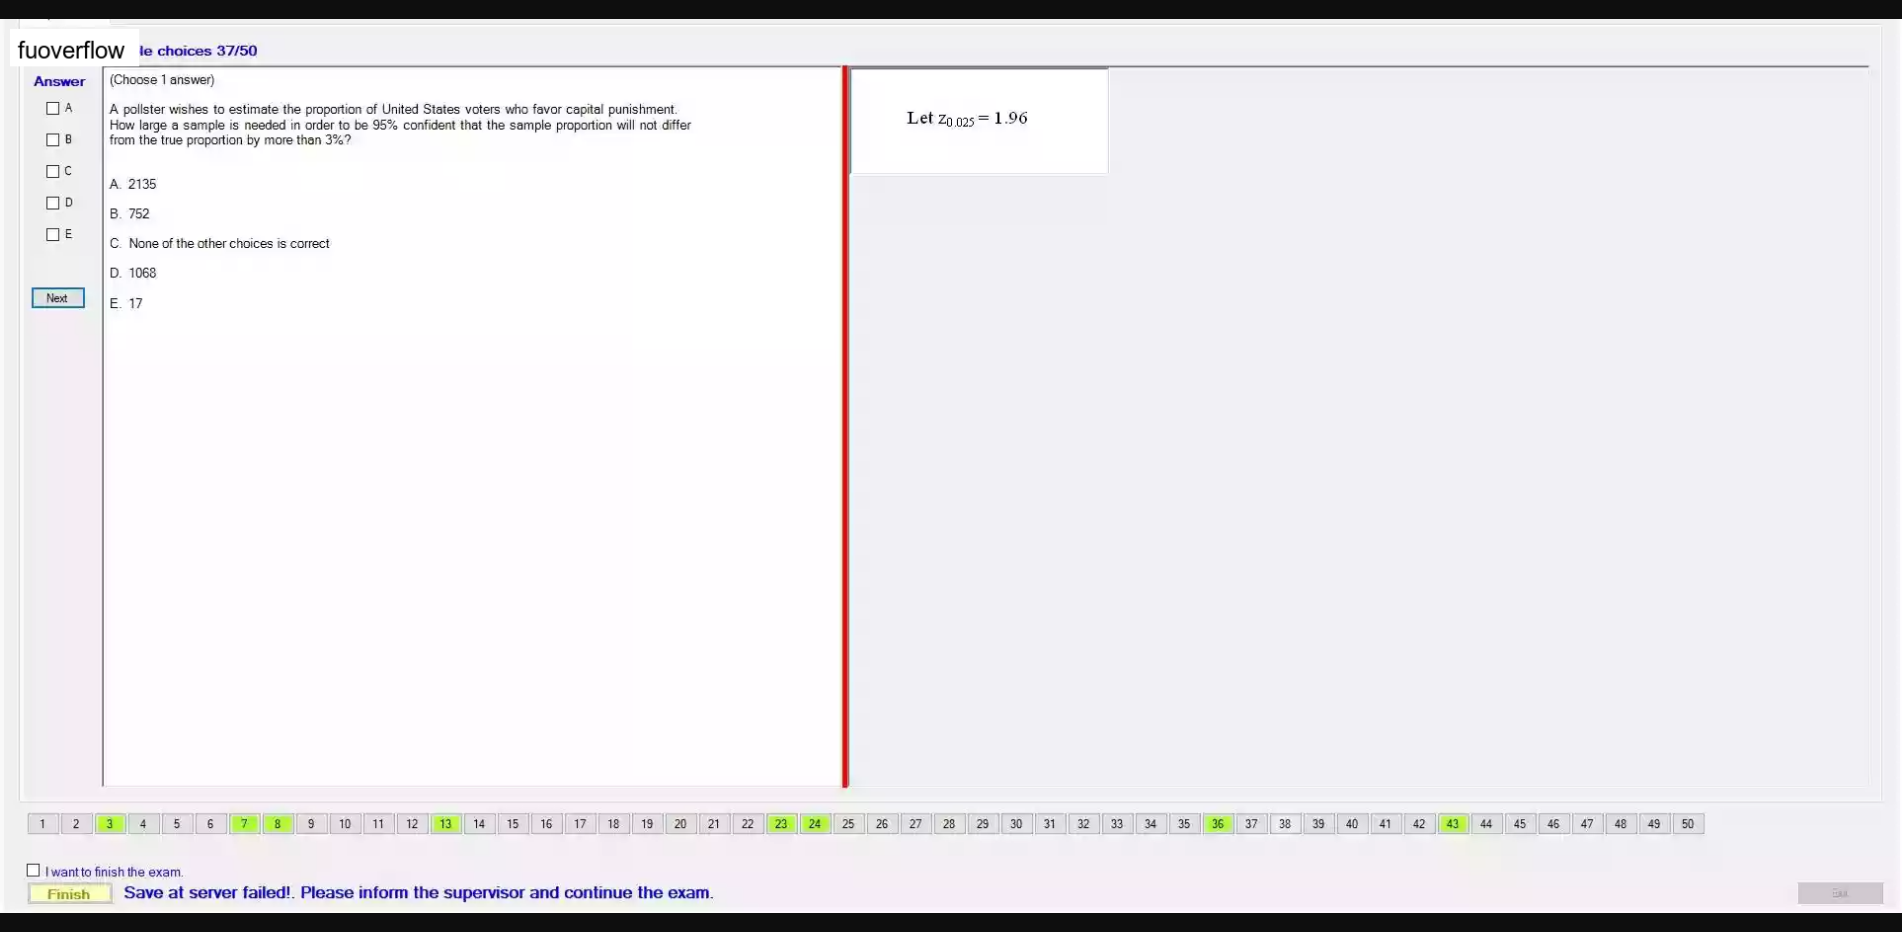 fuoverflow
le choices 37/50
Answer
A
B
C
D
E
Next
(Choose 1 answer)
A pollster wishes to estimate the proportion of United States voters who favor capital punishment.
How large a sample is needed in order to be 95% confident that the sample proportion will not differ
from the true proportion by more than 3%?
A. 2135
B. 752
C. None of the other choices is correct
D. 1068
E. 17
Let z0.025 = 1.96
1 2 3 4 5 6 7 8 9 10 11 12 13 14 15 16 17 18 19 20 21 22 23 24 25 26 27 28 29 30 31 32 33 34 35 36 37 38 39 40 41 42 43 44 45 46 47 48 49 50
I want to finish the exam.
Finish Save at server failed!. Please inform the supervisor and continue the exam.